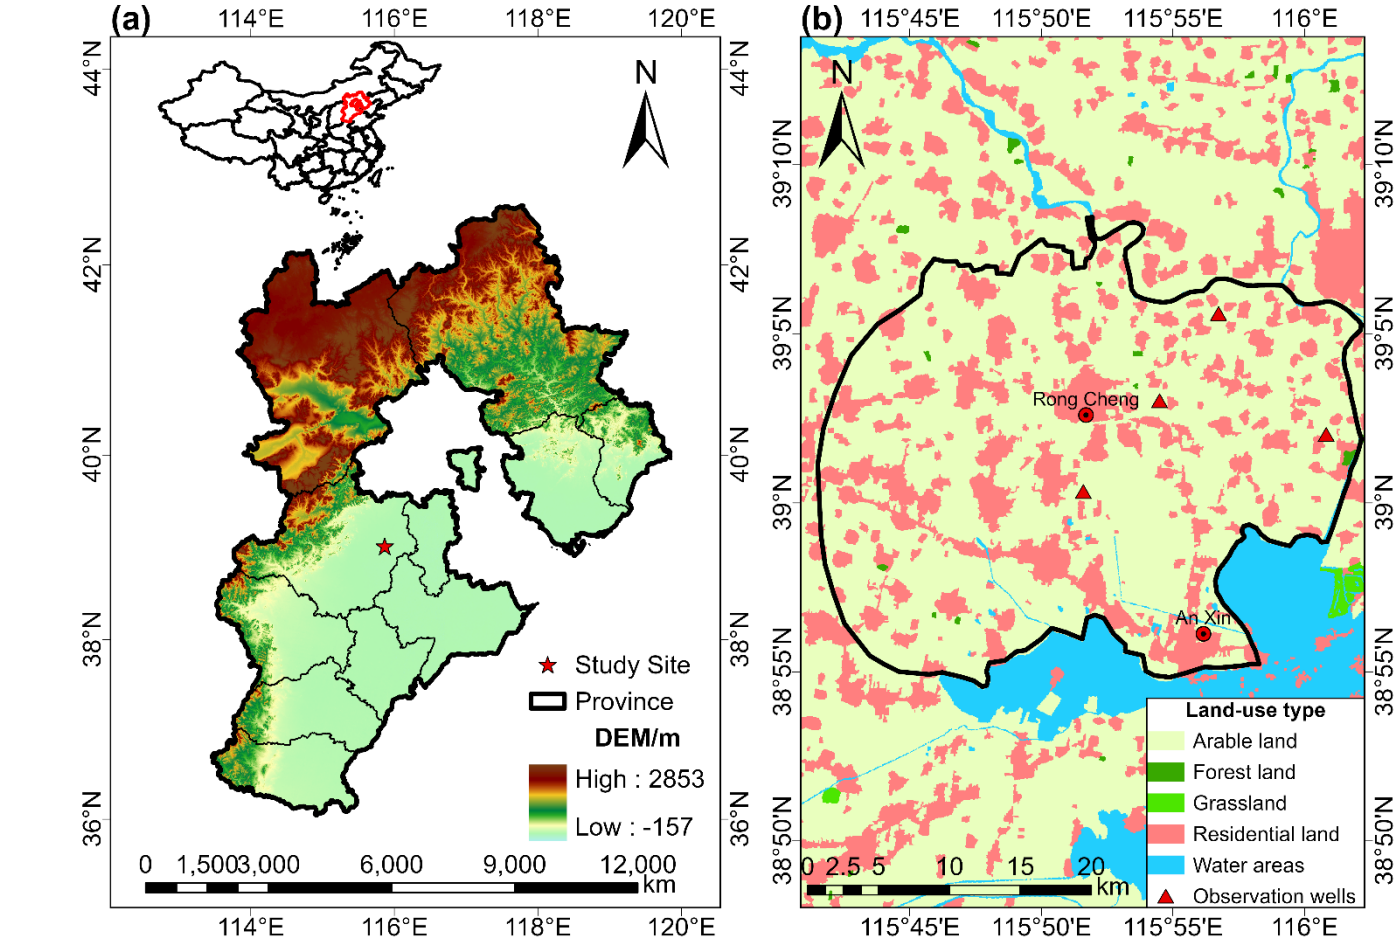 (a)
114°E
116°E
118°E
120°E
44°N
42°N
40°N
38°N
36°N
44°N
42°N
40°N
38°N
36°N
N
Study Site
Province
DEM/m
High : 2853
Low : -157
0
1,5003,000
6,000
9,000
12,000
km
114°E
116°E
118°E
120°E
(b)
115°45'E
115°50'E
115°55'E
116°E
N
39°10'N
39°5'N
39°N
38°55'N
38°50'N
39°10'N
39°5'N
39°N
38°55'N
38°50'N
Rong Cheng
An Xin
Land-use type
Arable land
Forest land
Grassland
Residential land
Water areas
Observation wells
0 2.5 5 10 15 20
km
115°45'E
115°50'E
115°55'E
116°E